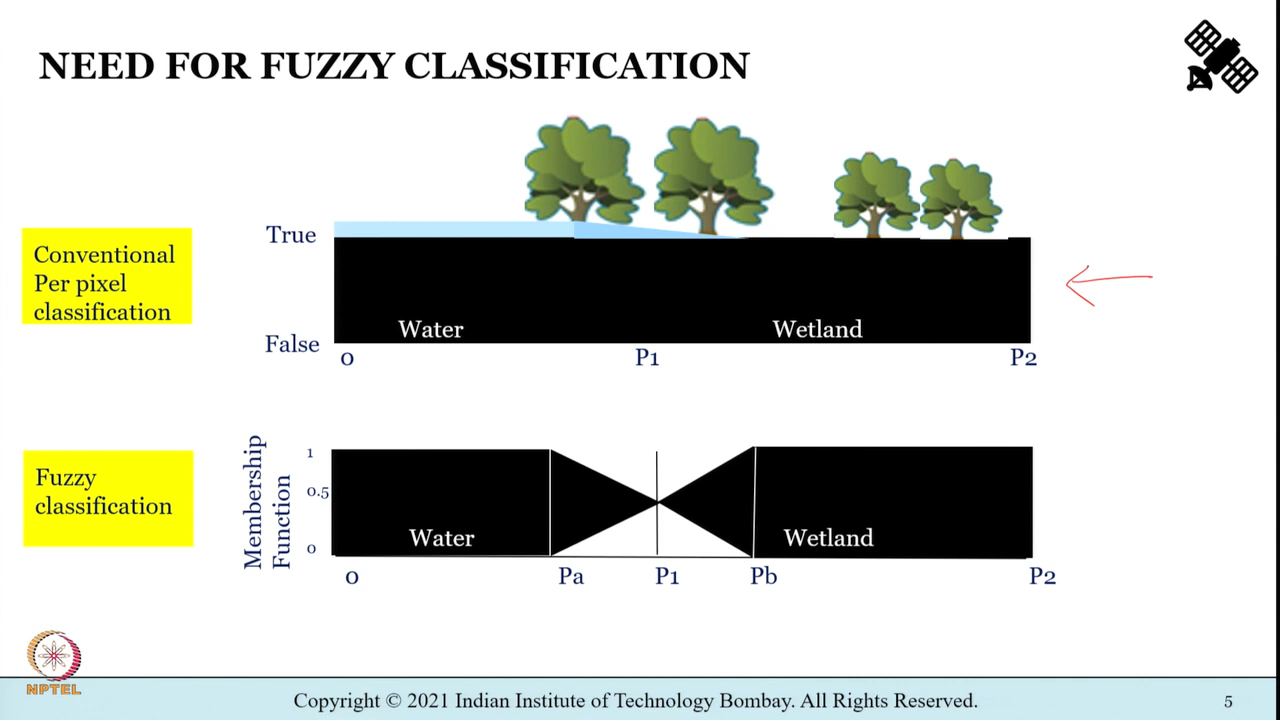 NEED FOR FUZZY CLASSIFICATION
Conventional
Per pixel
classification
True
False
Water
Wetland
0
P1
P2
Fuzzy
classification
Membership
Function
1
0.5
0
Water
Wetland
0
Pa
P1
Pb
P2
NPTEL
Copyright © 2021 Indian Institute of Technology Bombay. All Rights Reserved.
5